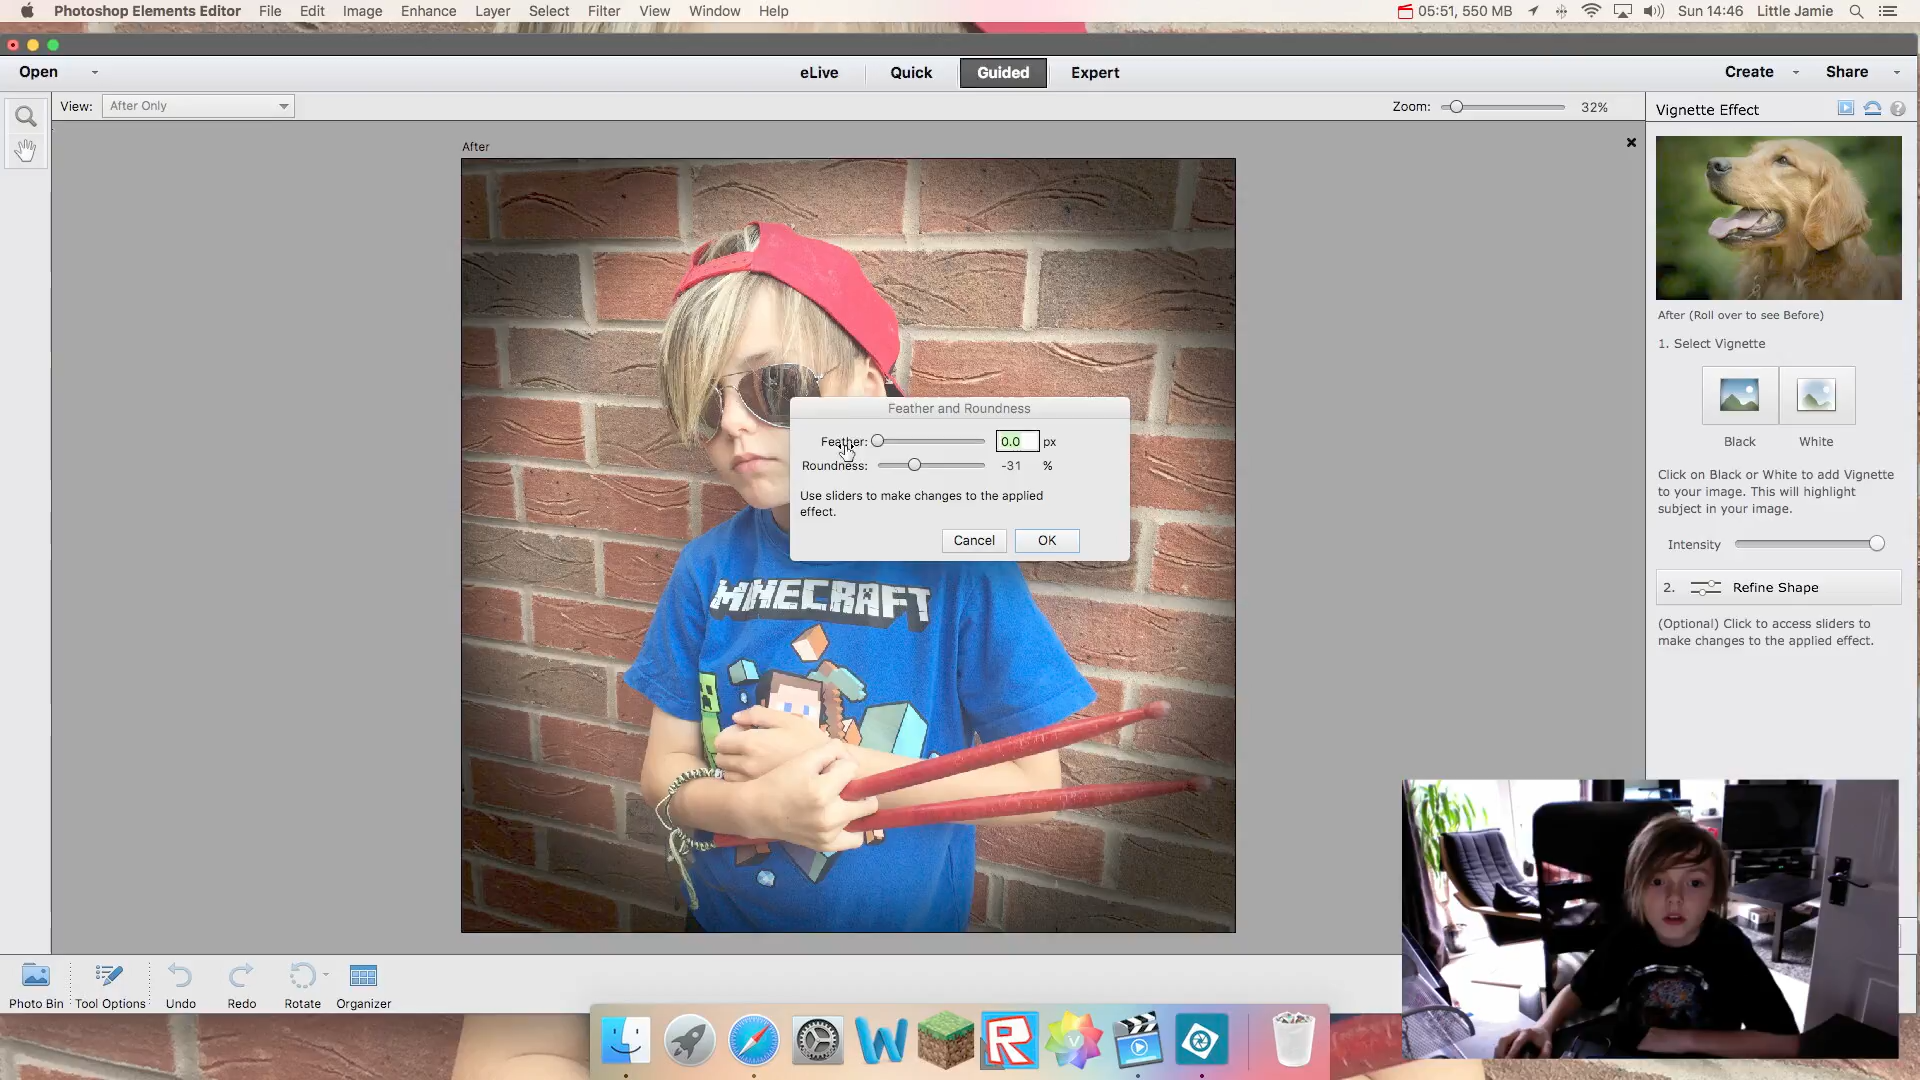 Photoshop Elements Editor File Edit Image Enhance Layer Select Filter View Window Help 05:51, 550 MB Sun 14:46 Little Jamie
Open eLive Quick Guided Expert Create Share
View: After Only Zoom: 32%
Vignette Effect
After
After (Roll over to see Before)
1. Select Vignette
Black White
Click on Black or White to add Vignette
to your image. This will highlight
subject in your image.
Intensity
2. Refine Shape
(Optional) Click to access sliders to
make changes to the applied effect.
Feather and Roundness
Feather: 0.0 px
Roundness: -31 %
Use sliders to make changes to the applied
effect.
Cancel OK
MINECRAFT
Photo Bin Tool Options Undo Redo Rotate Organizer